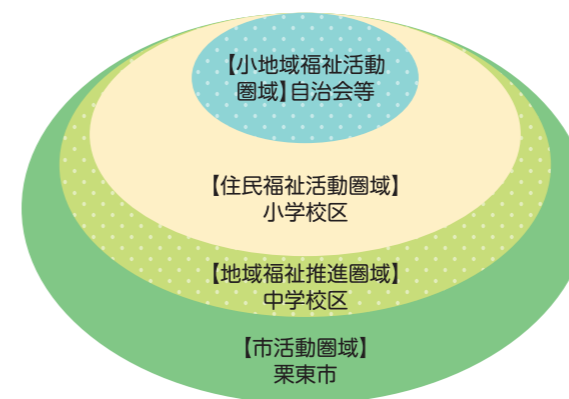 【小地域福祉活動
圏域】自治会等
【住民福祉活動圏域】
小学校区
【地域福祉推進圏域】
中学校区
【市活動圏域】
栗東市